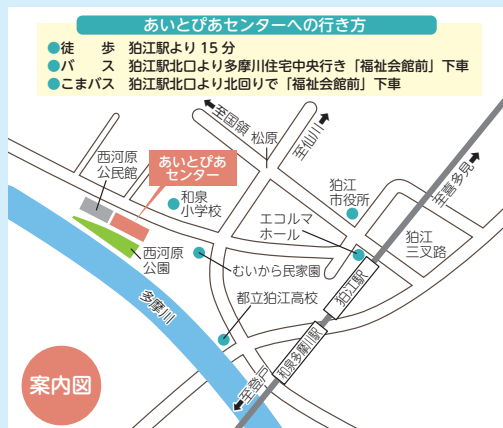 あいとぴあセンターへの行き方
●徒　歩　狛江駅より15分
●バ　ス　狛江駅北口より多摩川住宅中央行き「福祉会館前」下車
●こまバス　狛江駅北口より北回りで「福祉会館前」下車
至国領
松原
至仙川
西河原
公民館
あいとぴあ
センター
和泉
小学校
狛江
市役所
至喜多見
エコルマ
ホール
狛江
三叉路
西河原
公園
むいから民家園
狛江駅
多摩川
都立狛江高校
和泉多摩川駅
至登戸
案内図